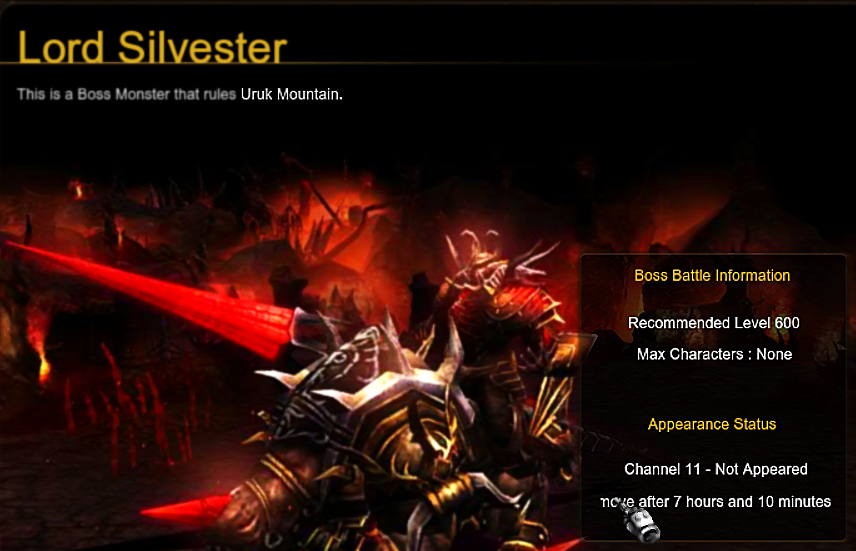 Lord Silvester
This is a Boss Monster that rules Uruk Mountain.
Boss Battle Information
Recommended Level 600
Max Characters : None
Appearance Status
Channel 11 - Not Appeared
move after 7 hours and 10 minutes